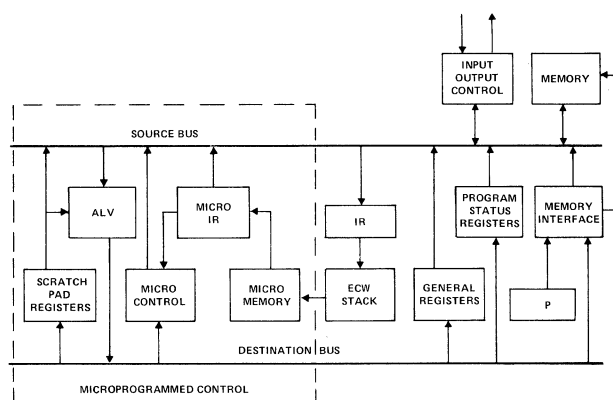 INPUT
OUTPUT
CONTROL
MEMORY
SOURCE BUS
ALV
MICRO
IR
IR
PROGRAM
STATUS
REGISTERS
MEMORY
INTERFACE
SCRATCH
PAD
REGISTERS
MICRO
CONTROL
MICRO
MEMORY
ECW
STACK
GENERAL
REGISTERS
P
DESTINATION BUS
MICROPROGRAMMED CONTROL